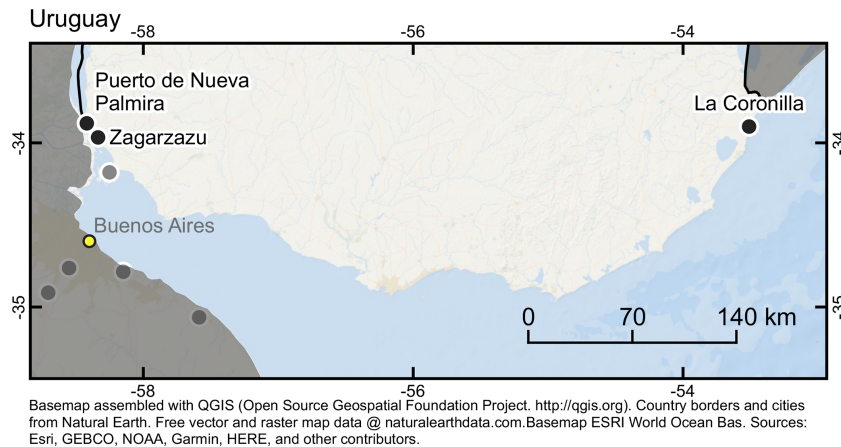 Uruguay
-58 -56 -54
Puerto de Nueva
Palmira
La Coronilla
Zagarzazu
-34 -34
Buenos Aires
-35 -35
0 70 140 km
-58 -56 -54
Basemap assembled with QGIS (Open Source Geospatial Foundation Project. http://qgis.org). Country borders and cities
from Natural Earth. Free vector and raster map data @ naturalearthdata.com.Basemap ESRI World Ocean Bas. Sources:
Esri, GEBCO, NOAA, Garmin, HERE, and other contributors.